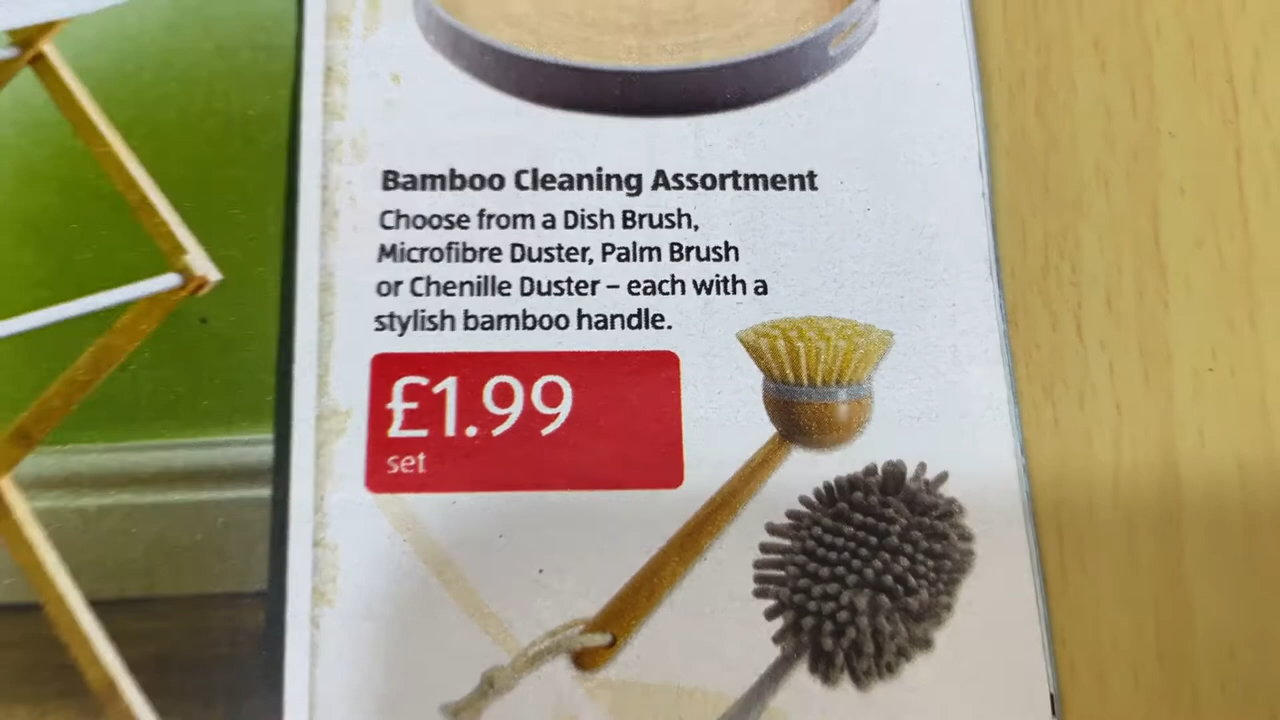 Bamboo Cleaning Assortment
Choose from a Dish Brush,
Microfibre Duster, Palm Brush
or Chenille Duster – each with a
stylish bamboo handle.
£1.99
set